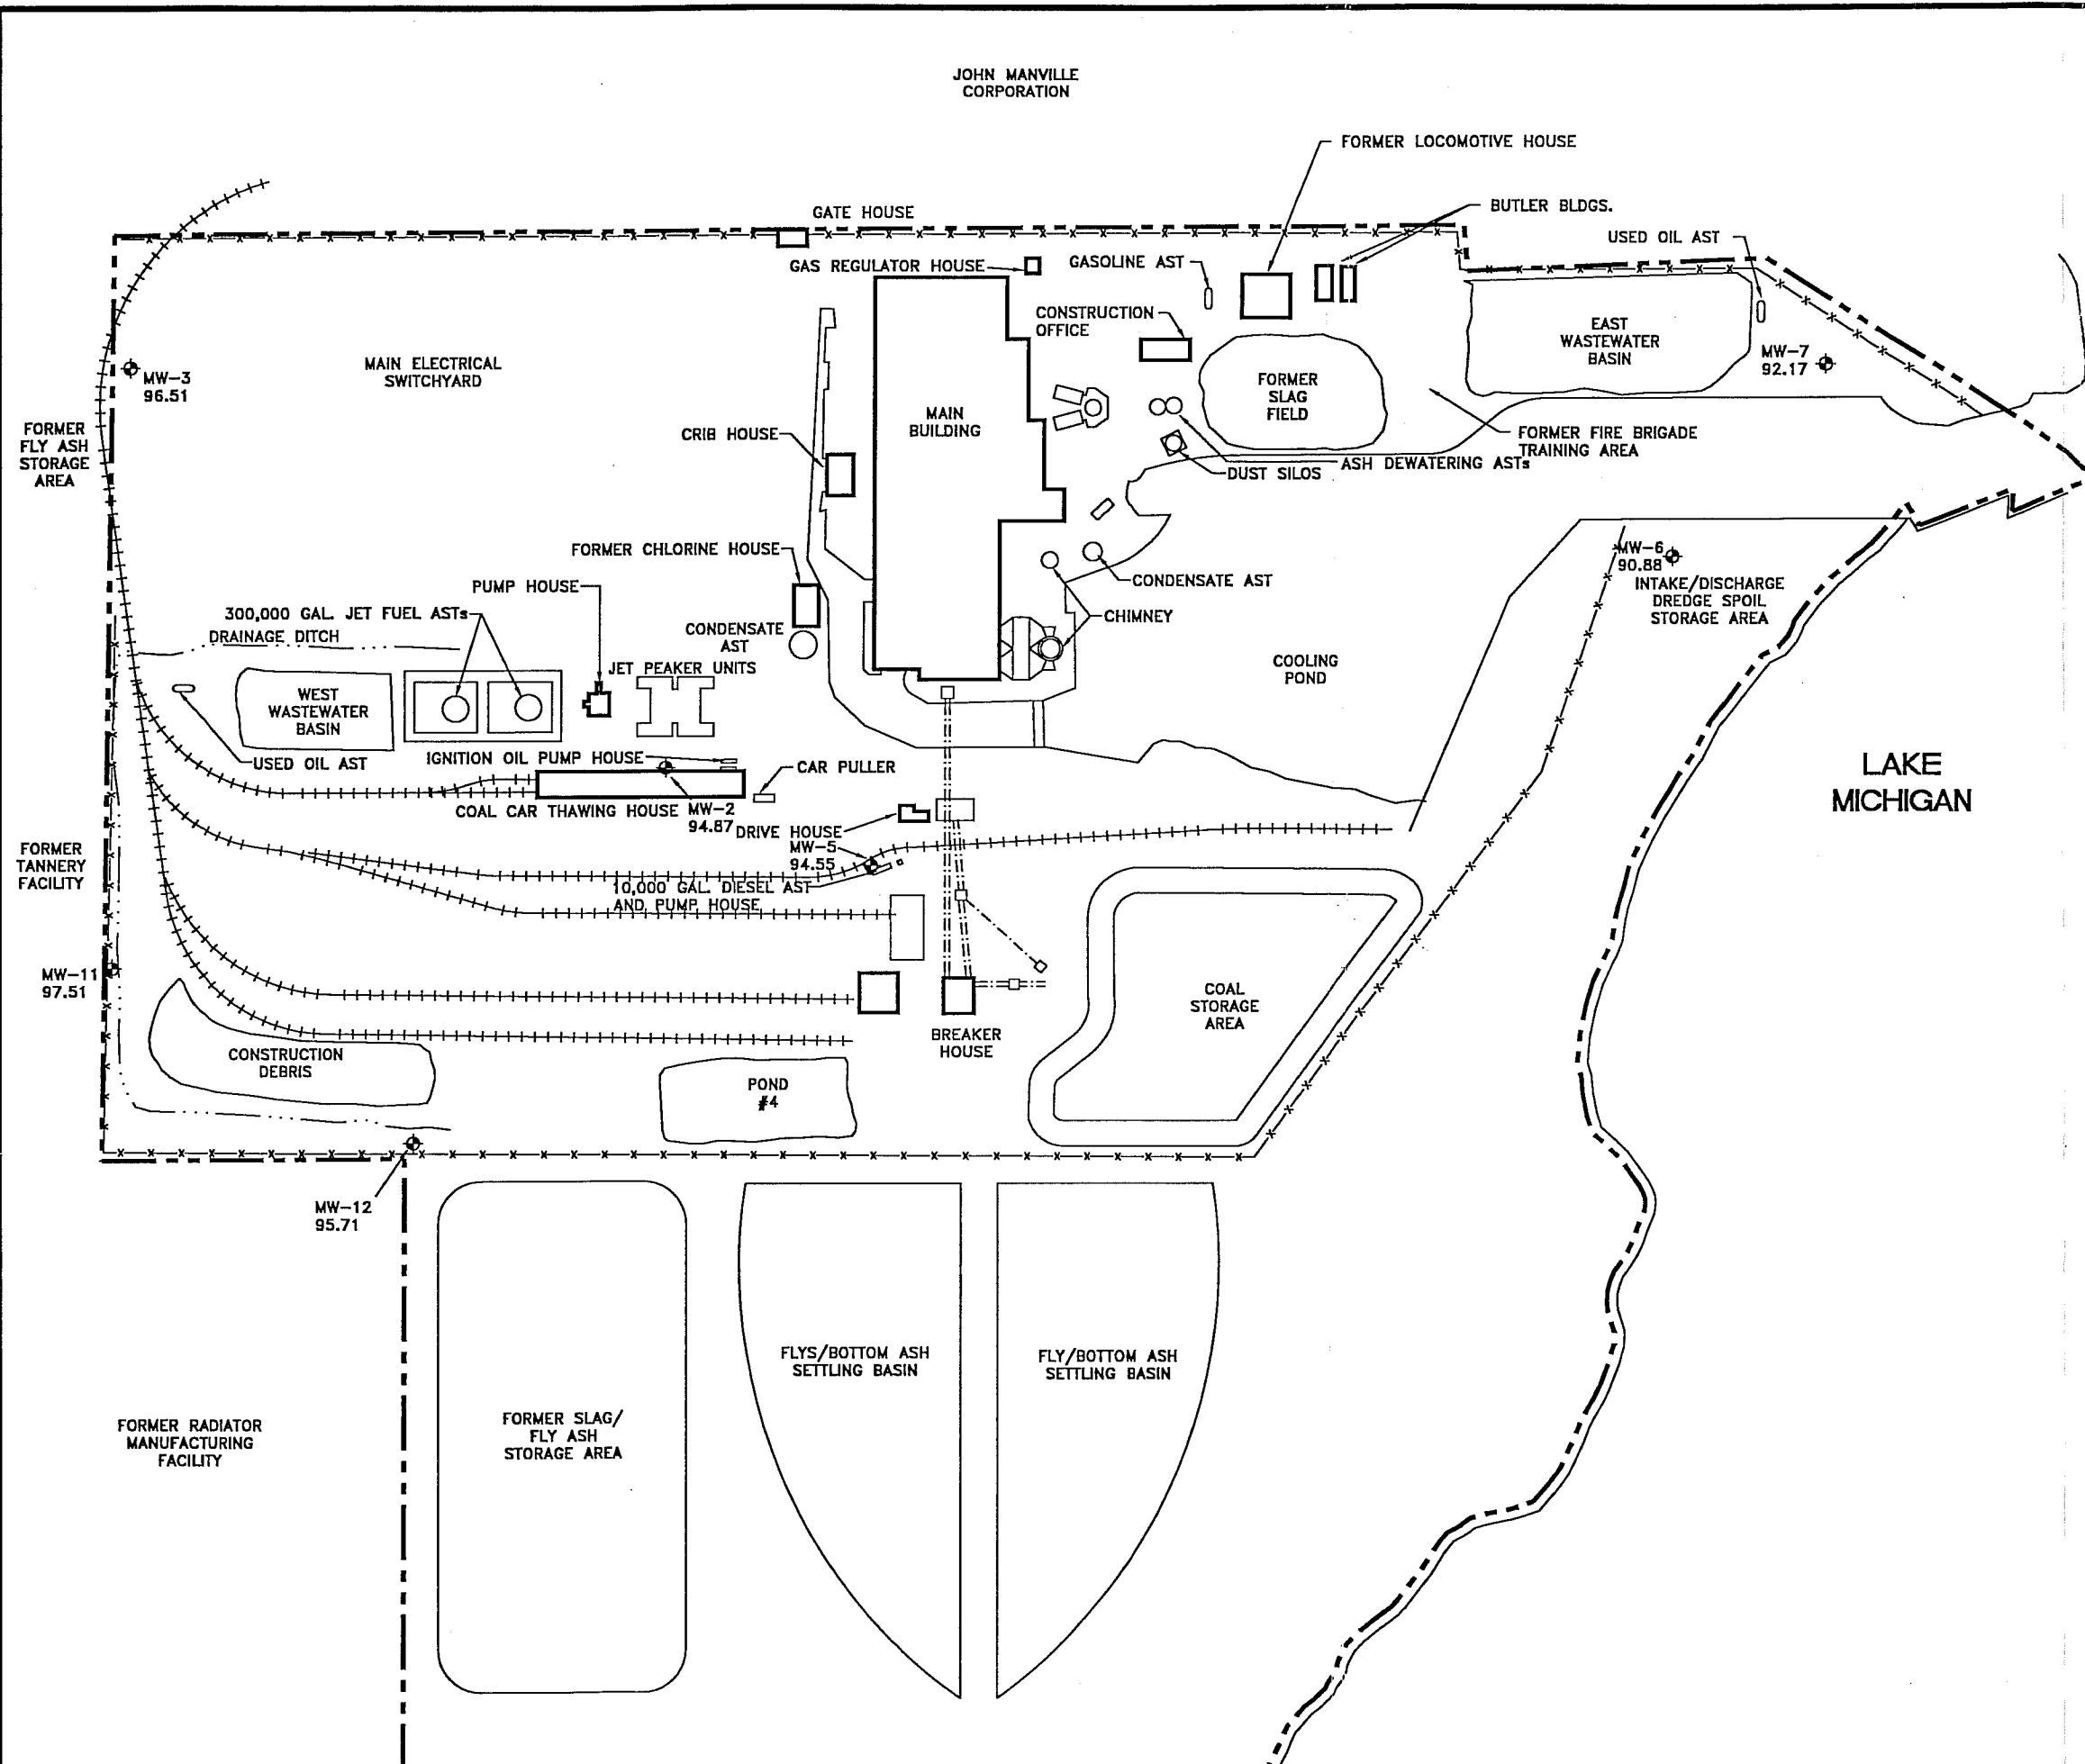 JOHN MANVILLE
CORPORATION
FORMER LOCOMOTIVE HOUSE
BUTLER BLDGS.
GATE HOUSE
USED OIL AST
GAS REGULATOR HOUSE
GASOLINE AST
CONSTRUCTION
OFFICE
EAST
WASTEWATER
BASIN
MW-7
92.17
MAIN ELECTRICAL
SWITCHYARD
MW-3
96.51
FORMER
SLAG
FIELD
MAIN
BUILDING
FORMER
FLY ASH
STORAGE
AREA
CRIB HOUSE
FORMER FIRE BRIGADE
TRAINING AREA
ASH DEWATERING ASTs
DUST SILOS
FORMER CHLORINE HOUSE
MW-6
90.88
INTAKE/DISCHARGE
DREDGE SPOIL
STORAGE AREA
CONDENSATE AST
PUMP HOUSE
300,000 GAL. JET FUEL ASTs
CHIMNEY
DRAINAGE DITCH
CONDENSATE
AST
JET PEAKER UNITS
COOLING
POND
WEST
WASTEWATER
BASIN
USED OIL AST
IGNITION OIL PUMP HOUSE
CAR PULLER
LAKE
MICHIGAN
COAL CAR THAWING HOUSE
MW-2
94.87
DRIVE HOUSE
MW-5
94.55
FORMER
TANNERY
FACILITY
10,000 GAL. DIESEL AST
AND PUMP HOUSE
MW-11
97.51
COAL
STORAGE
AREA
BREAKER
HOUSE
CONSTRUCTION
DEBRIS
POND
#4
MW-12
95.71
FLYS/BOTTOM ASH
SETTLING BASIN
FLY/BOTTOM ASH
SETTLING BASIN
FORMER SLAG/
FLY ASH
STORAGE AREA
FORMER RADIATOR
MANUFACTURING
FACILITY